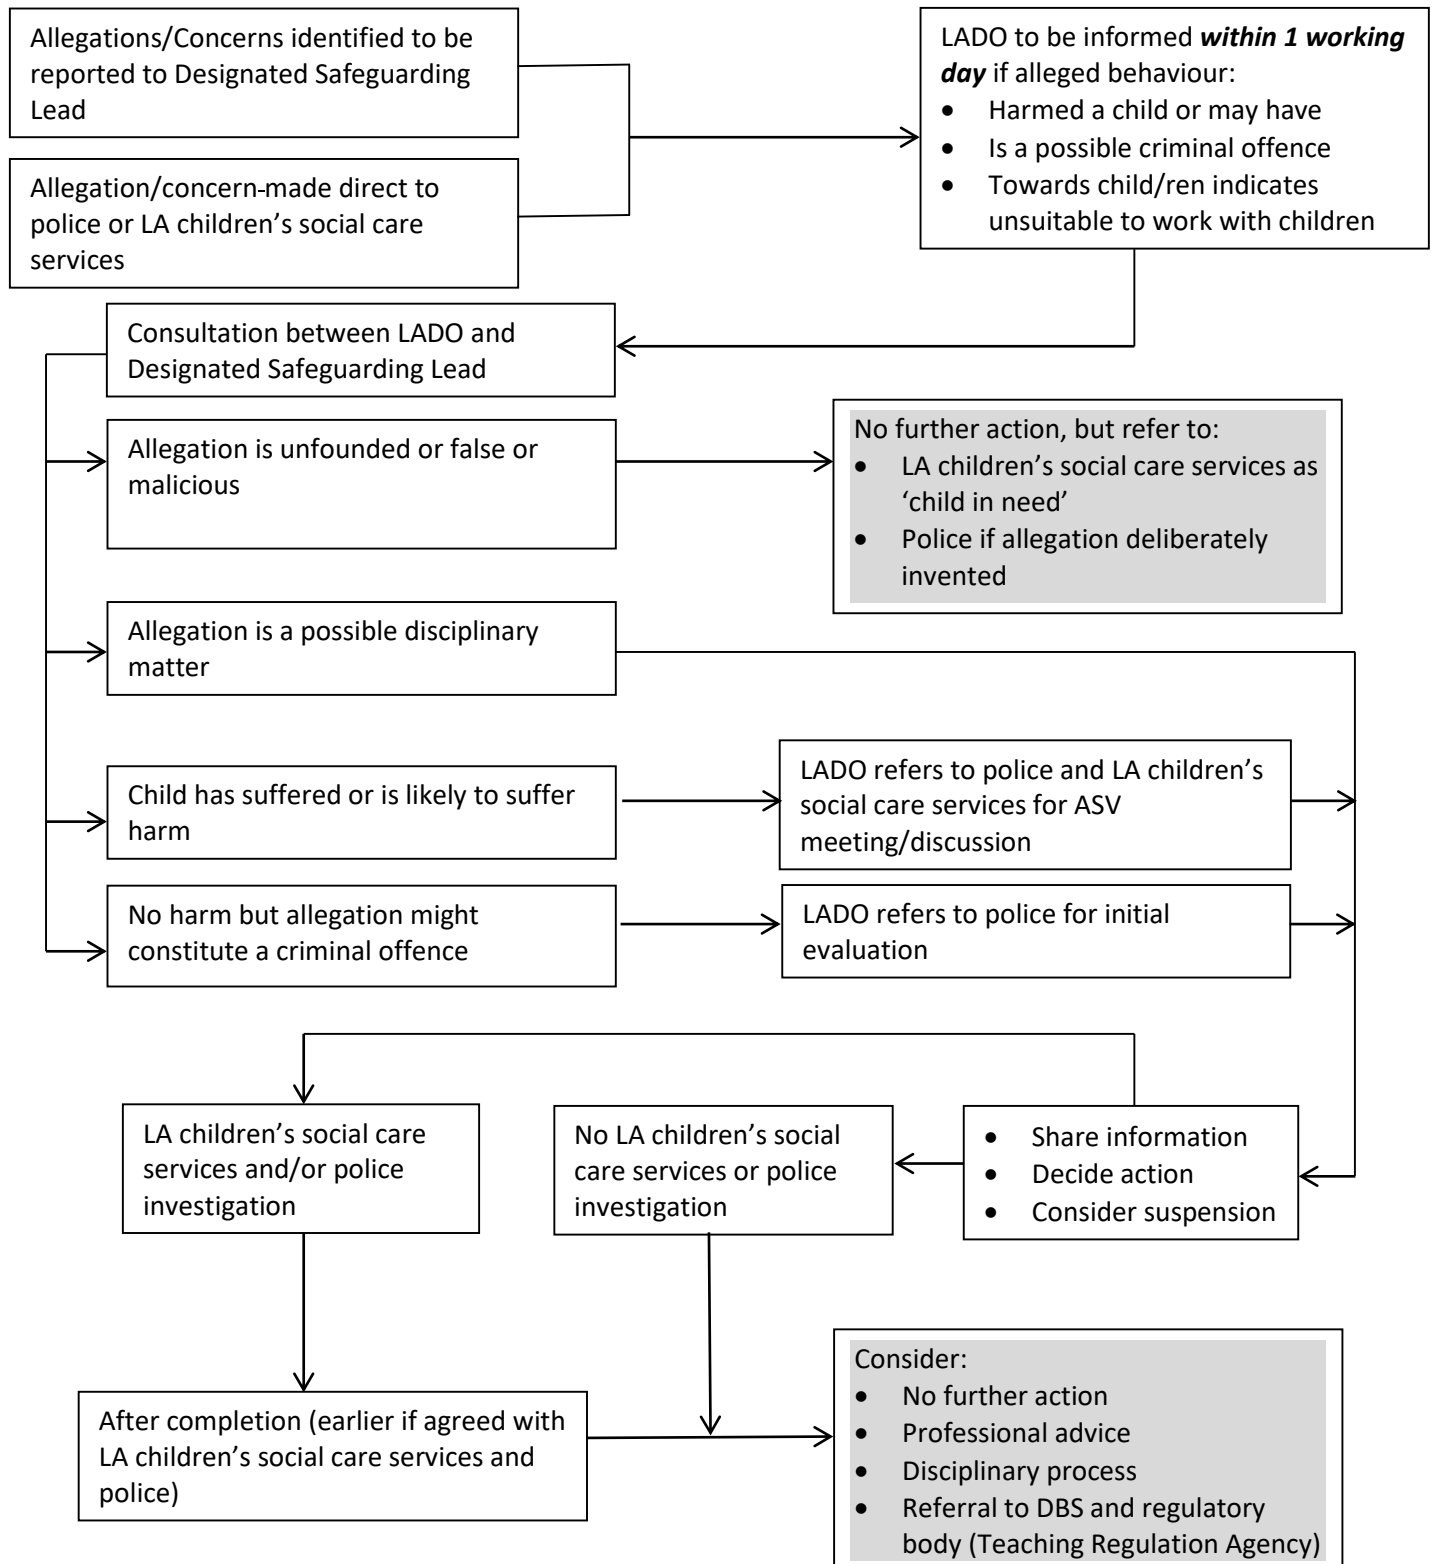 Allegations/Concerns identified to be
reported to Designated Safeguarding
Lead
Allegation/concern-made direct to
police or LA children’s social care
services
LADO to be informed within 1 working
day if alleged behaviour:
• Harmed a child or may have
• Is a possible criminal offence
• Towards child/ren indicates
unsuitable to work with children
Consultation between LADO and
Designated Safeguarding Lead
Allegation is unfounded or false or
malicious
No further action, but refer to:
• LA children’s social care services as
‘child in need’
• Police if allegation deliberately
invented
Allegation is a possible disciplinary
matter
Child has suffered or is likely to suffer
harm
LADO refers to police and LA children’s
social care services for ASV
meeting/discussion
No harm but allegation might
constitute a criminal offence
LADO refers to police for initial
evaluation
LA children’s social care
services and/or police
investigation
No LA children’s social
care services or police
investigation
• Share information
• Decide action
• Consider suspension
After completion (earlier if agreed with
LA children’s social care services and
police)
Consider:
• No further action
• Professional advice
• Disciplinary process
• Referral to DBS and regulatory
body (Teaching Regulation Agency)